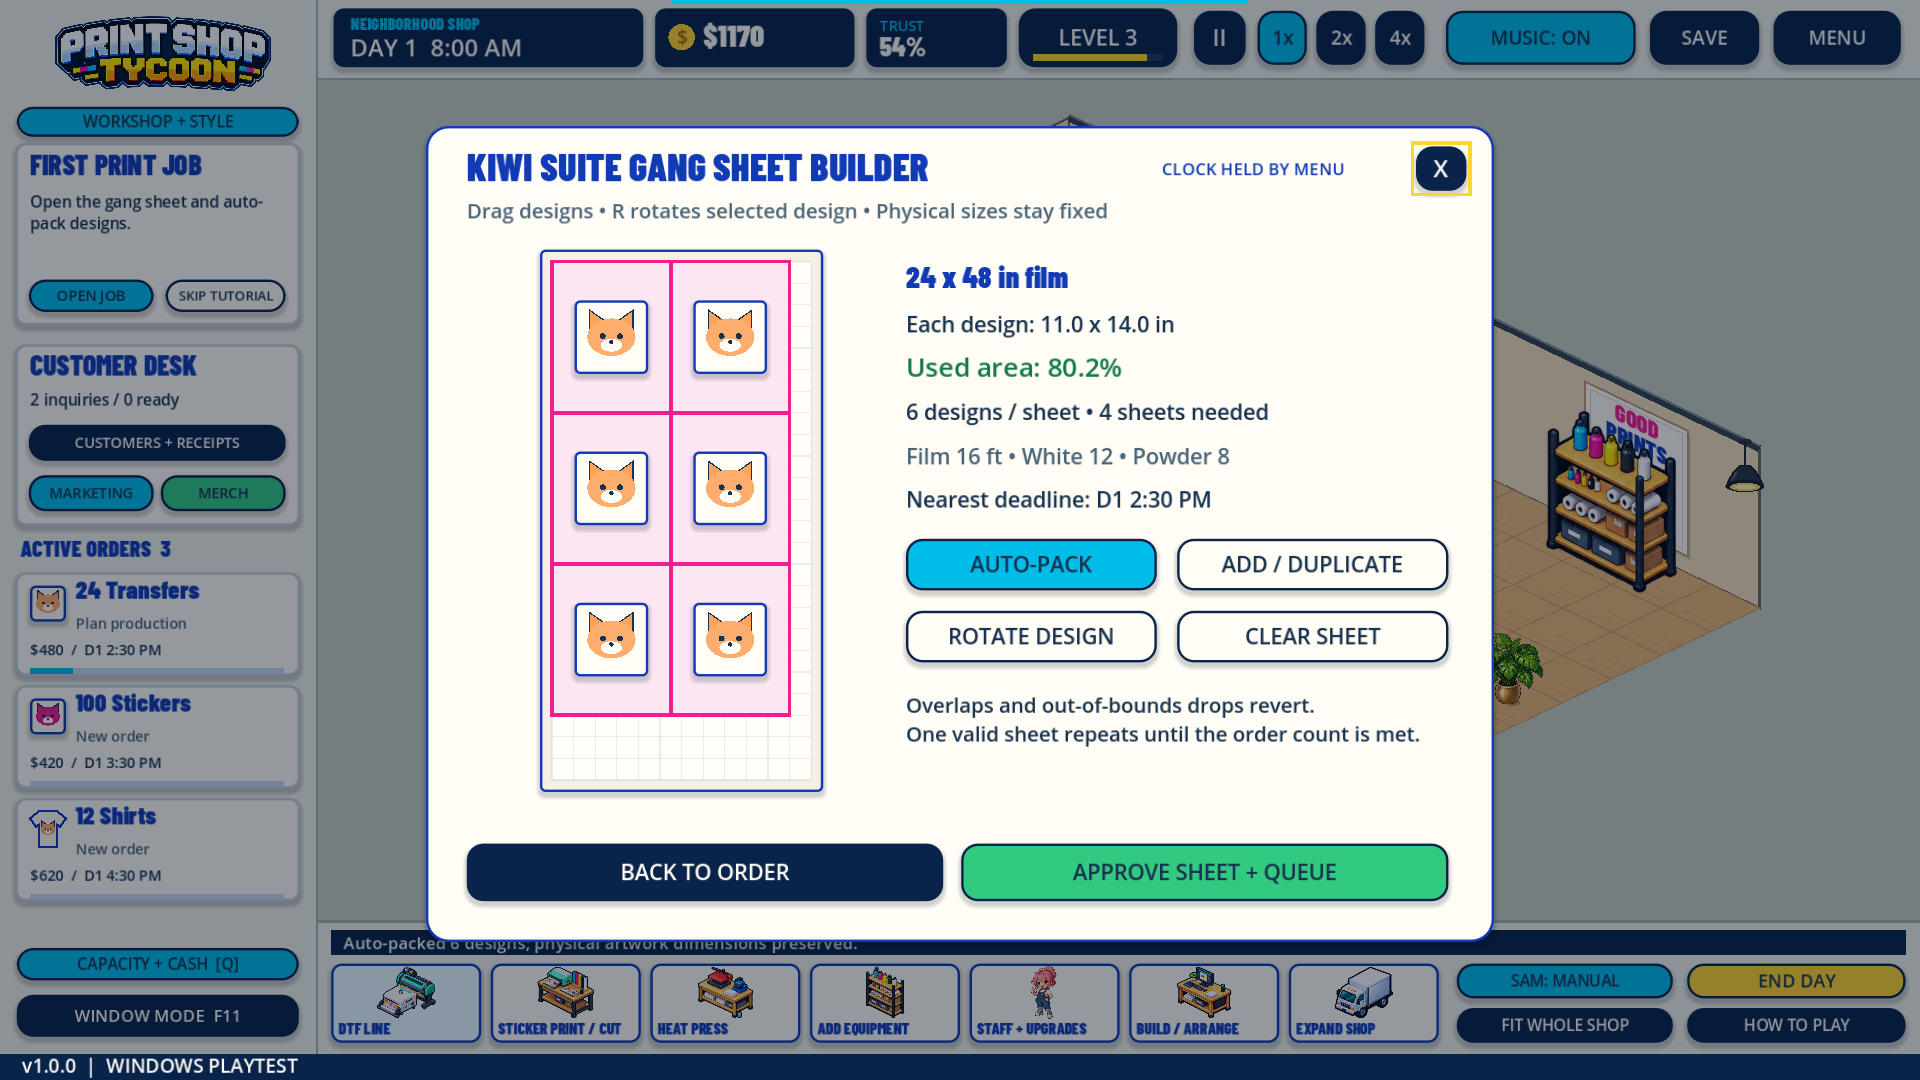 PRINT SHOP
TYCOON
NEIGHBORHOOD SHOP
DAY 1 8:00 AM
$
$1170
TRUST
54%
LEVEL 3
II
1x
2x
4x
MUSIC: ON
SAVE
MENU
WORKSHOP + STYLE
FIRST PRINT JOB
Open the gang sheet and auto-
pack designs.
OPEN JOB
SKIP TUTORIAL
CUSTOMER DESK
2 inquiries / 0 ready
CUSTOMERS + RECEIPTS
MARKETING
MERCH
ACTIVE ORDERS 3
24 Transfers
Plan production
$480 / D1 2:30 PM
100 Stickers
New order
$420 / D1 3:30 PM
12 Shirts
New order
$620 / D1 4:30 PM
CAPACITY + CASH [Q]
WINDOW MODE F11
KIWI SUITE GANG SHEET BUILDER
CLOCK HELD BY MENU
X
Drag designs • R rotates selected design • Physical sizes stay fixed
24 x 48 in film
Each design: 11.0 x 14.0 in
Used area: 80.2%
6 designs / sheet • 4 sheets needed
Film 16 ft • White 12 • Powder 8
Nearest deadline: D1 2:30 PM
AUTO-PACK
ADD / DUPLICATE
ROTATE DESIGN
CLEAR SHEET
Overlaps and out-of-bounds drops revert.
One valid sheet repeats until the order count is met.
BACK TO ORDER
APPROVE SHEET + QUEUE
GOOD
PRINTS
Auto-packed 6 designs; physical artwork dimensions preserved.
DTF LINE
STICKER PRINT / CUT
HEAT PRESS
ADD EQUIPMENT
STAFF + UPGRADES
BUILD / ARRANGE
EXPAND SHOP
SAM: MANUAL
END DAY
FIT WHOLE SHOP
HOW TO PLAY
v1.0.0 | WINDOWS PLAYTEST